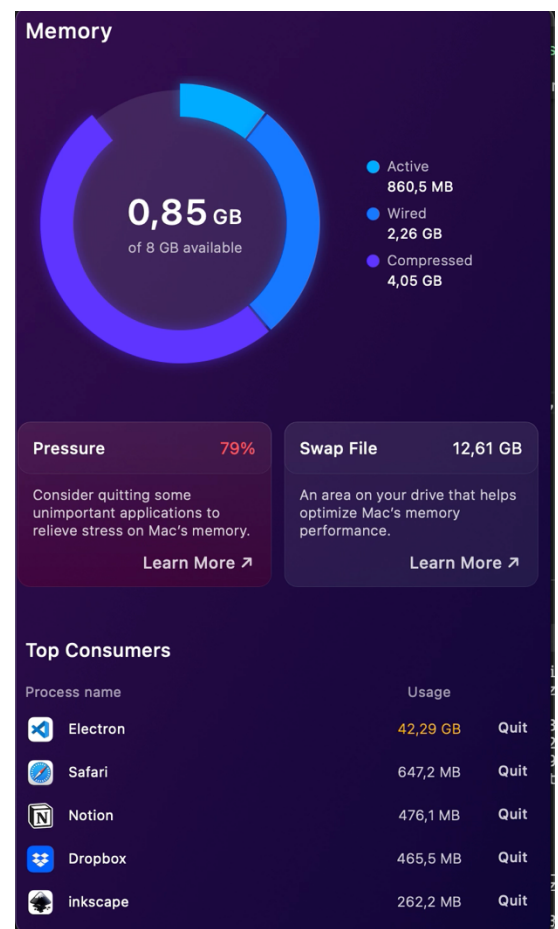 Memory
0,85 GB
of 8 GB available
Active
860,5 MB
Wired
2,26 GB
Compressed
4,05 GB
Pressure 79%
Consider quitting some
unimportant applications to
relieve stress on Mac's memory.
Learn More ↗
Swap File 12,61 GB
An area on your drive that helps
optimize Mac's memory
performance.
Learn More ↗
Top Consumers
Process name Usage
Electron 42,29 GB Quit
Safari 647,2 MB Quit
Notion 476,1 MB Quit
Dropbox 465,5 MB Quit
inkscape 262,2 MB Quit